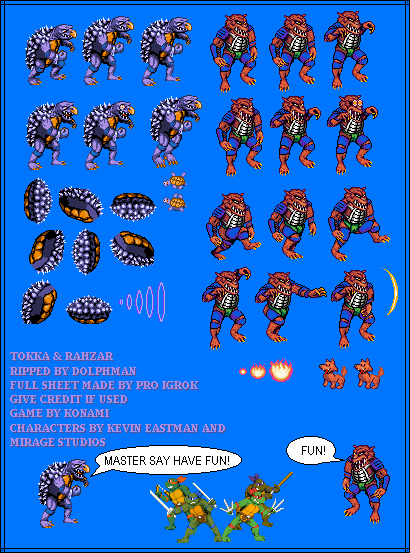 TOKKA & RAHZAR
RIPPED BY DOLPHMAN
FULL SHEET MADE BY PRO IGROK
GIVE CREDIT IF USED
GAME BY KONAMI
CHARACTERS BY KEVIN EASTMAN AND
MIRAGE STUDIOS
MASTER SAY HAVE FUN!
FUN!